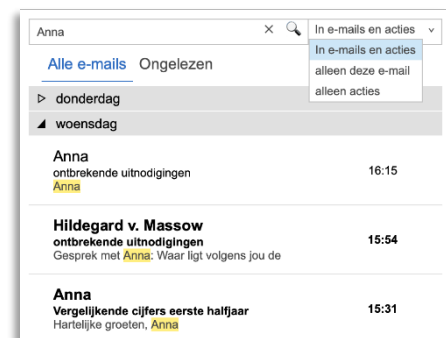 Anna
In e-mails en acties
In e-mails en acties
alleen deze e-mail
alleen acties
Alle e-mails Ongelezen
donderdag
woensdag
Anna
ontbrekende uitnodigingen 16:15
Anna
Hildegard v. Massow
ontbrekende uitnodigingen 15:54
Gesprek met Anna: Waar ligt volgens jou de
Anna
Vergelijkende cijfers eerste halfjaar 15:31
Hartelijke groeten, Anna